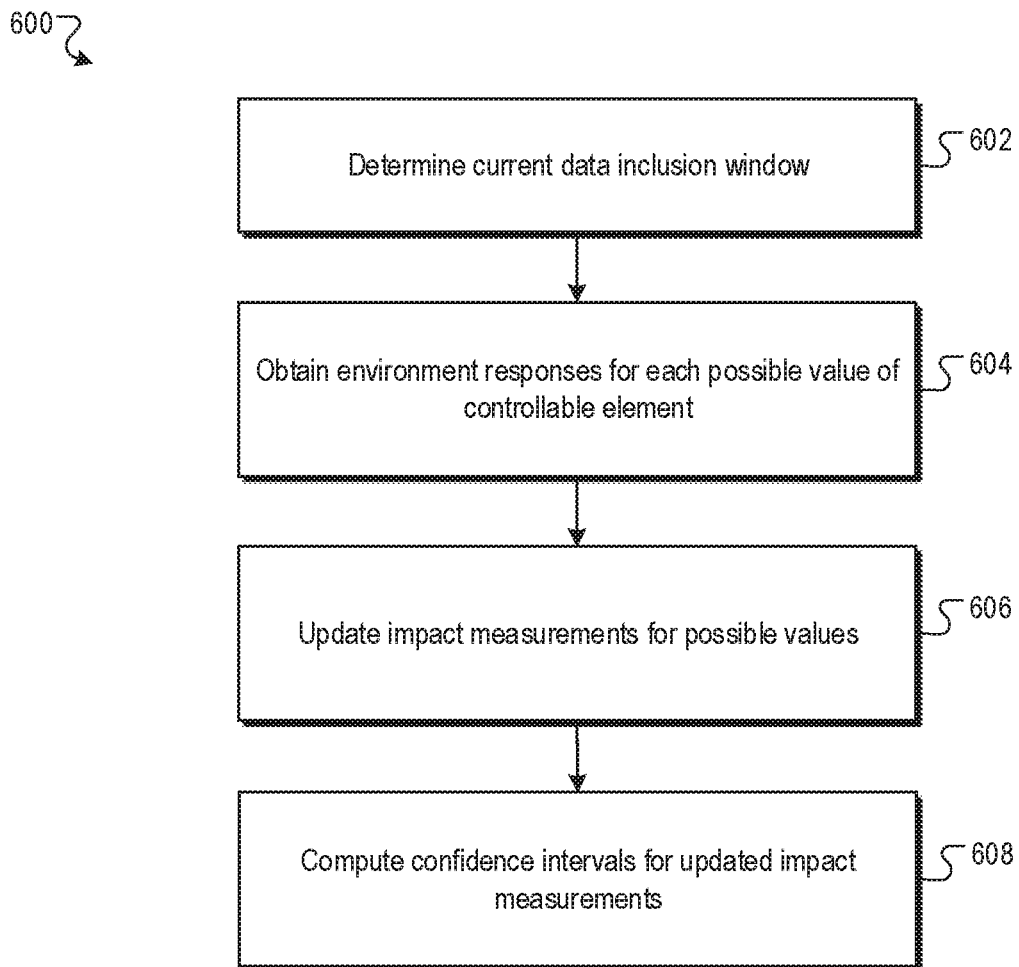 600
Determine current data inclusion window
602
Obtain environment responses for each possible value of
controllable element
604
Update impact measurements for possible values
606
Compute confidence intervals for updated impact
measurements
608